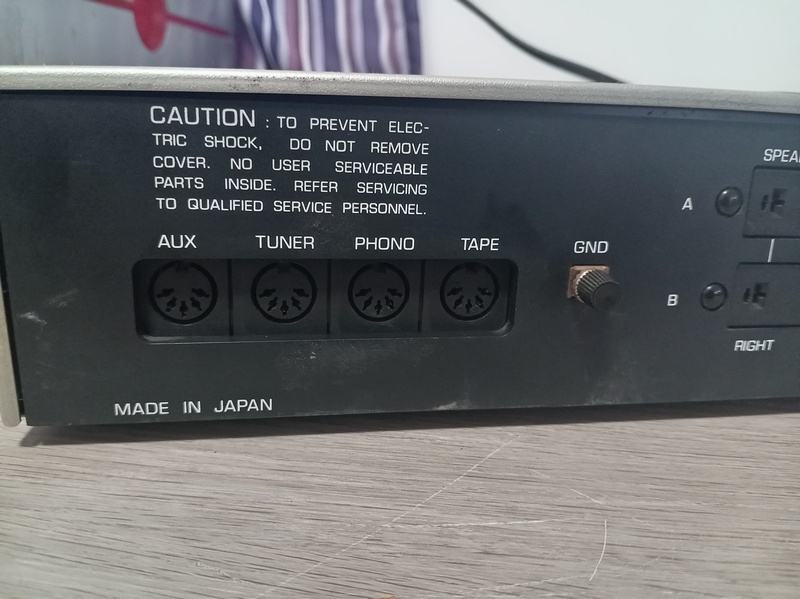 CAUTION : TO PREVENT ELEC-
TRIC SHOCK, DO NOT REMOVE
COVER. NO USER SERVICEABLE
PARTS INSIDE. REFER SERVICING
TO QUALIFIED SERVICE PERSONNEL.
AUX TUNER PHONO TAPE
GND
A
B
RIGHT
MADE IN JAPAN